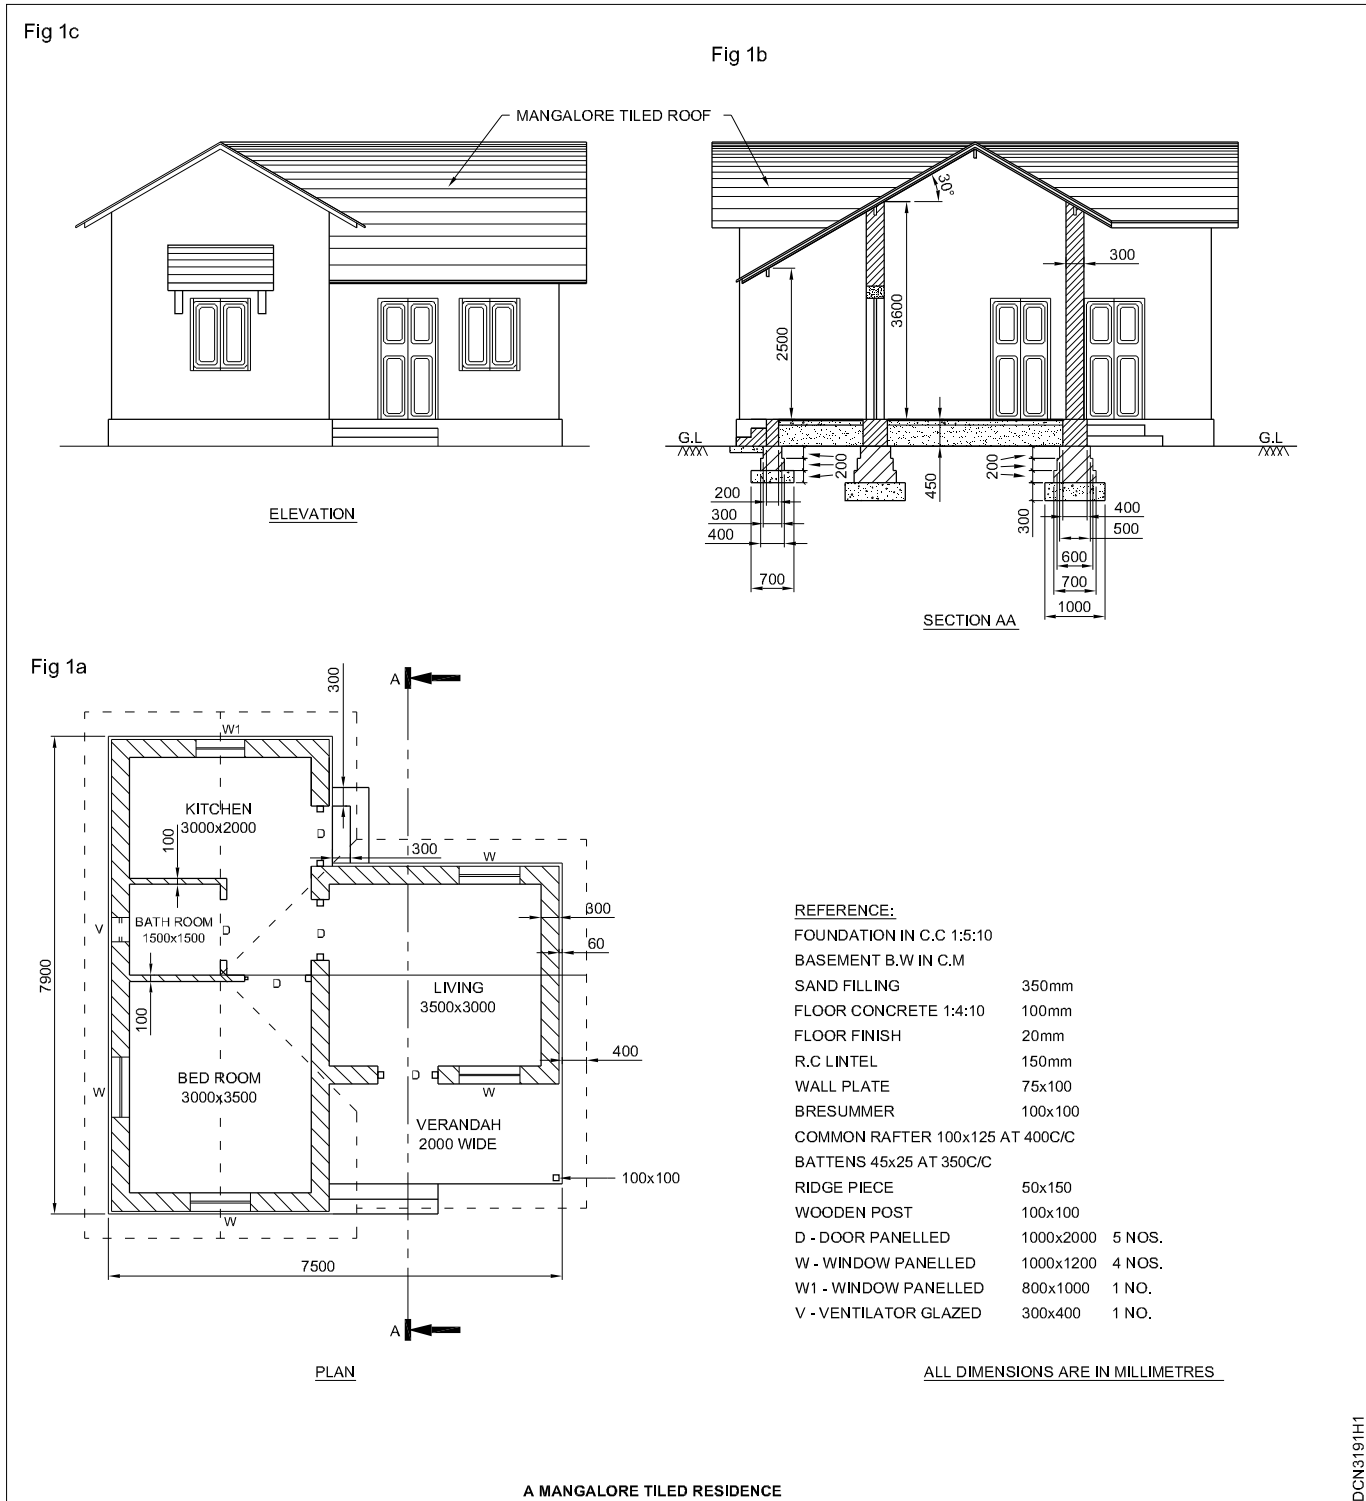 Fig 1c
Fig 1b
MANGALORE TILED ROOF
30°
300
2500
3600
G.L
G.L
200
200
450
300
200
300
400
700
400
500
600
700
1000
ELEVATION
SECTION AA
Fig 1a
300
A
W1
KITCHEN
3000x2000
D
100
300
W
V
BATH ROOM
1500x1500
D
D
300
60
7900
D
LIVING
3500x3000
100
400
W
BED ROOM
3000x3500
D
W
VERANDAH
2000 WIDE
100x100
W
7500
A
PLAN
REFERENCE:
FOUNDATION IN C.C 1:5:10
BASEMENT B.W IN C.M
SAND FILLING 350mm
FLOOR CONCRETE 1:4:10 100mm
FLOOR FINISH 20mm
R.C LINTEL 150mm
WALL PLATE 75x100
BRESUMMER 100x100
COMMON RAFTER 100x125 AT 400C/C
BATTENS 45x25 AT 350C/C
RIDGE PIECE 50x150
WOODEN POST 100x100
D - DOOR PANELLED 1000x2000 5 NOS.
W - WINDOW PANELLED 1000x1200 4 NOS.
W1 - WINDOW PANELLED 800x1000 1 NO.
V - VENTILATOR GLAZED 300x400 1 NO.
ALL DIMENSIONS ARE IN MILLIMETRES
A MANGALORE TILED RESIDENCE
DCN3191H1